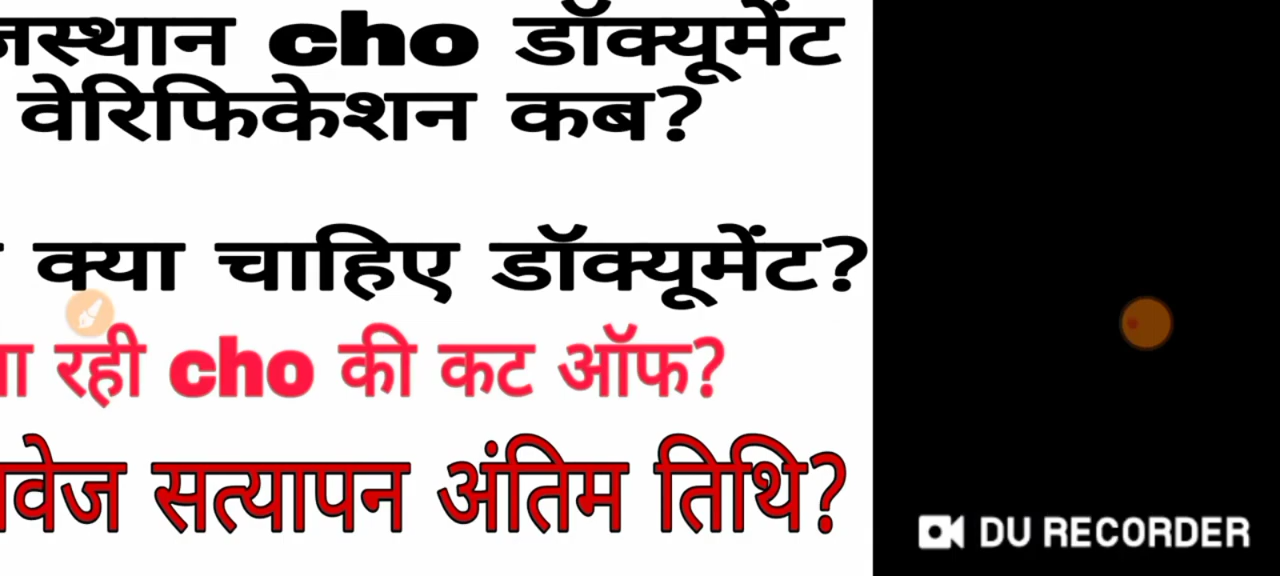 cho डॉक्यूमेंट
वेरिफिकेशन कब?
क्या चाहिए डॉक्यूमेंट?
रही cho की कट ऑफ?
सत्यापन अंतिम तिथि?
DU RECORDER